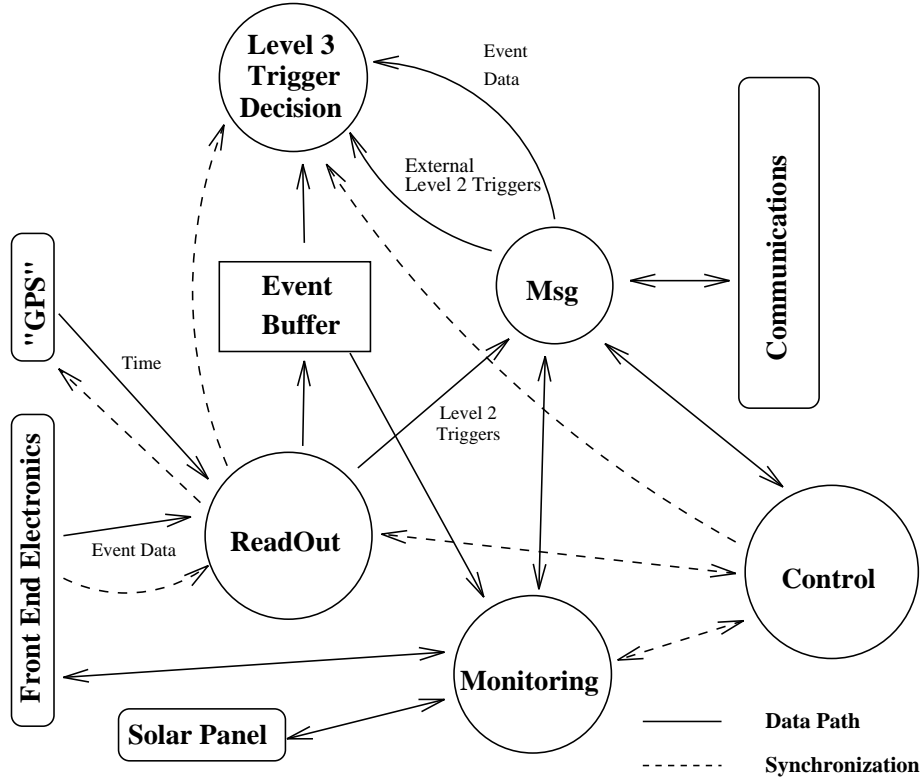 Level 3
Trigger
Decision
Event
Data
External
Level 2 Triggers
Communications
"GPS"
Event
Buffer
Msg
Time
Level 2
Triggers
Front End Electronics
Event Data
ReadOut
Control
Monitoring
Solar Panel
Data Path
Synchronization